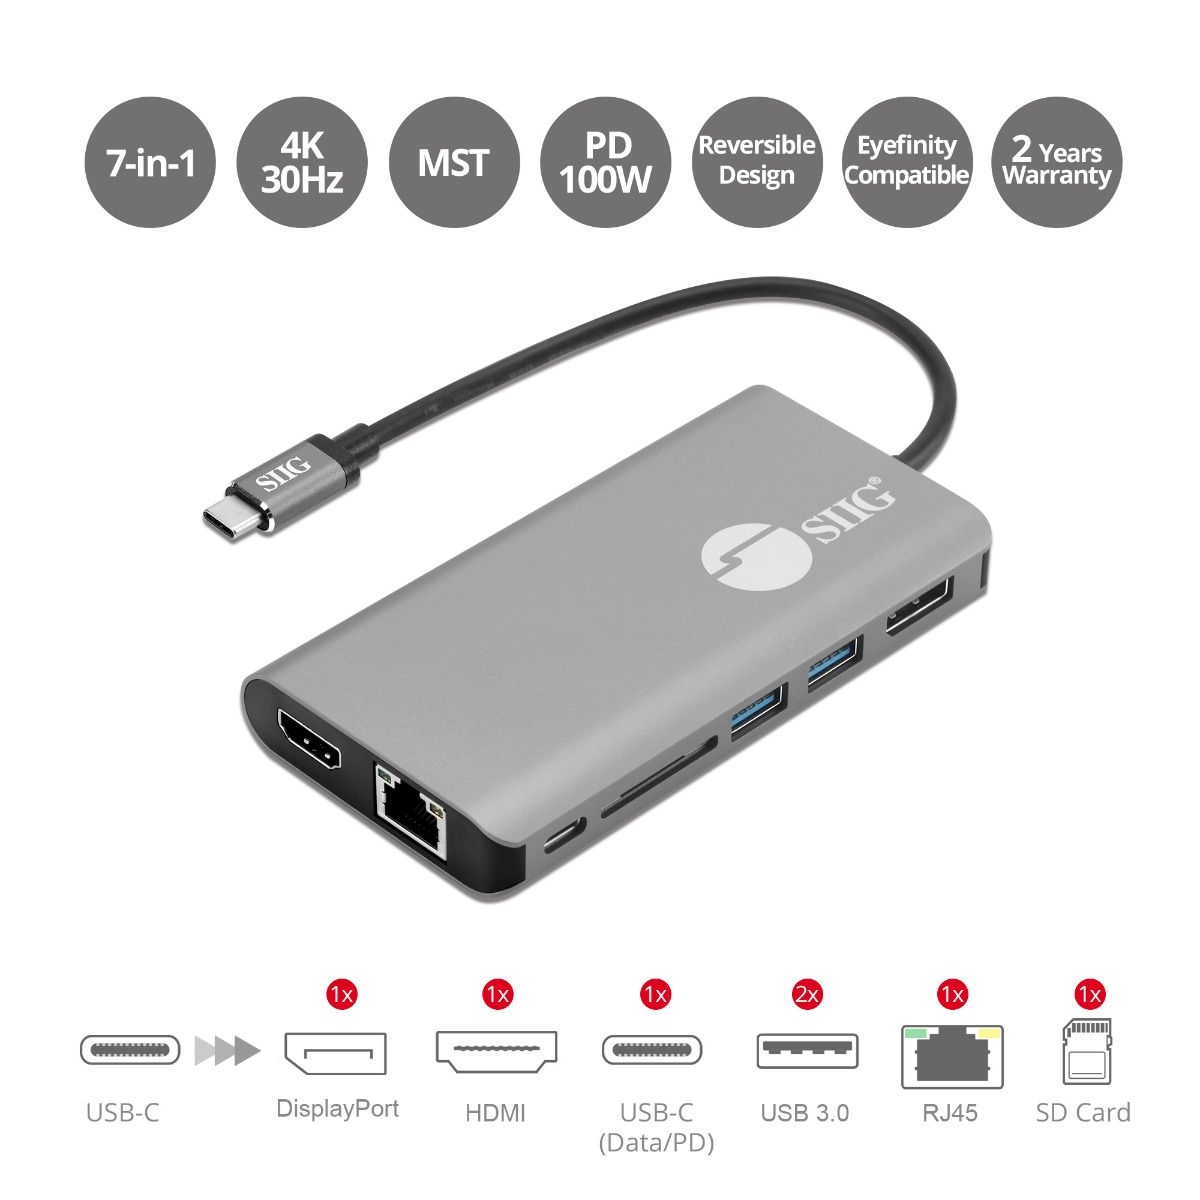 7-in-1
4K
30Hz
MST
PD
100W
Reversible
Design
Eyefinity
Compatible
2 Years
Warranty
SIIG
SIIG®
1x
1x
1x
2x
1x
1x
USB-C
DisplayPort
HDMI
USB-C
(Data/PD)
USB 3.0
RJ45
SD Card